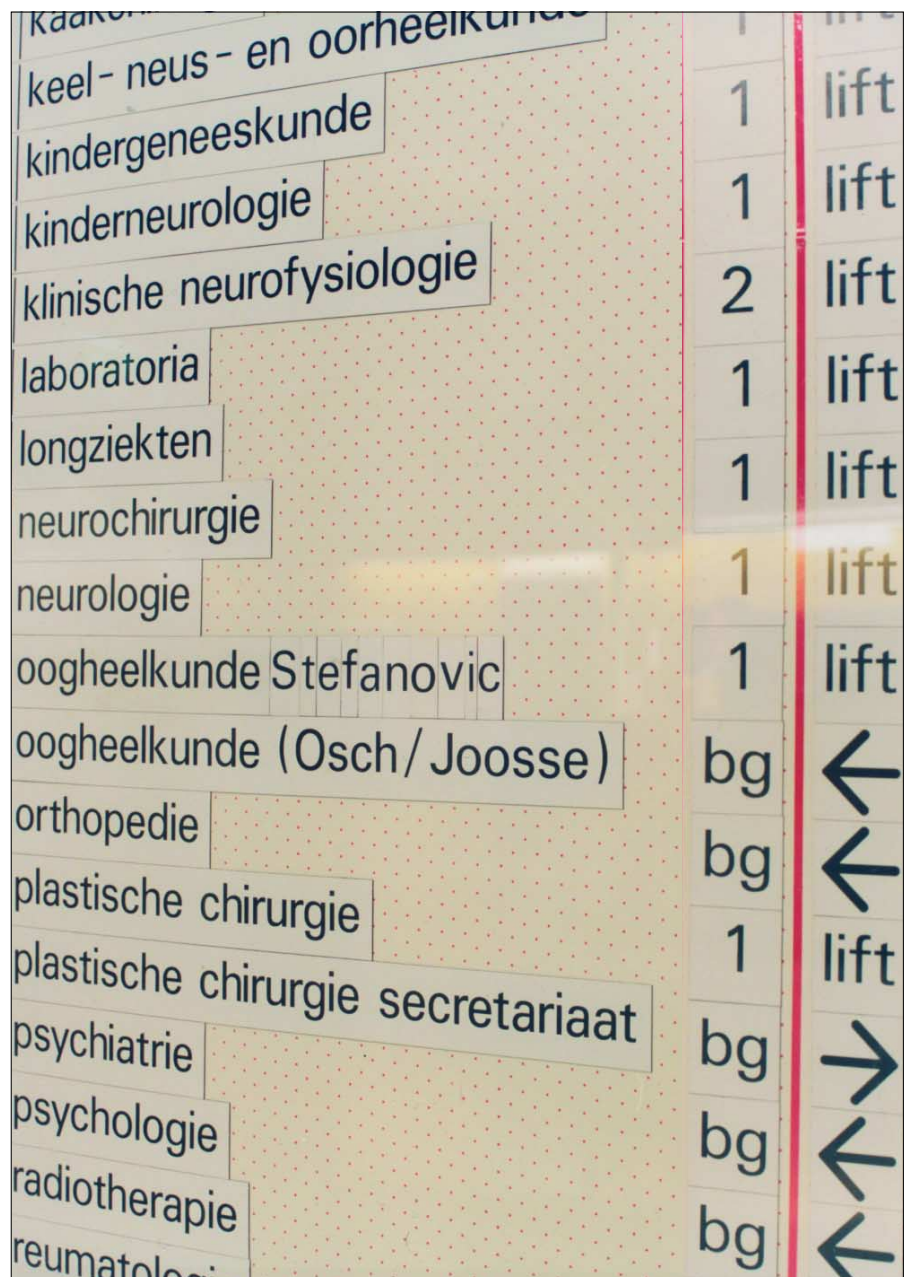 keel- neus- en oorheelkunde
kindergeneeskunde 1 lift
kinderneurologie 1 lift
klinische neurofysiologie 1 lift
laboratoria 2 lift
longziekten 1 lift
neurochirurgie 1 lift
neurologie 1 lift
oogheelkunde Stefanovic 1 lift
oogheelkunde (Osch/Joosse) bg ←
orthopedie bg ←
plastische chirurgie 1 lift
plastische chirurgie secretariaat bg →
psychiatrie bg ←
psychologie bg ←
radiotherapie